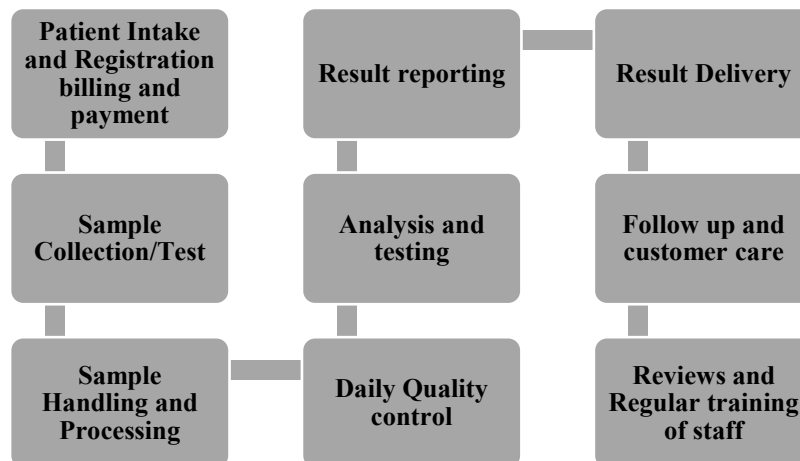 Patient Intake
and Registration
billing and
payment
Sample
Collection/Test
Sample
Handling and
Processing
Daily Quality
control
Analysis and
testing
Result reporting
Result Delivery
Follow up and
customer care
Reviews and
Regular training
of staff